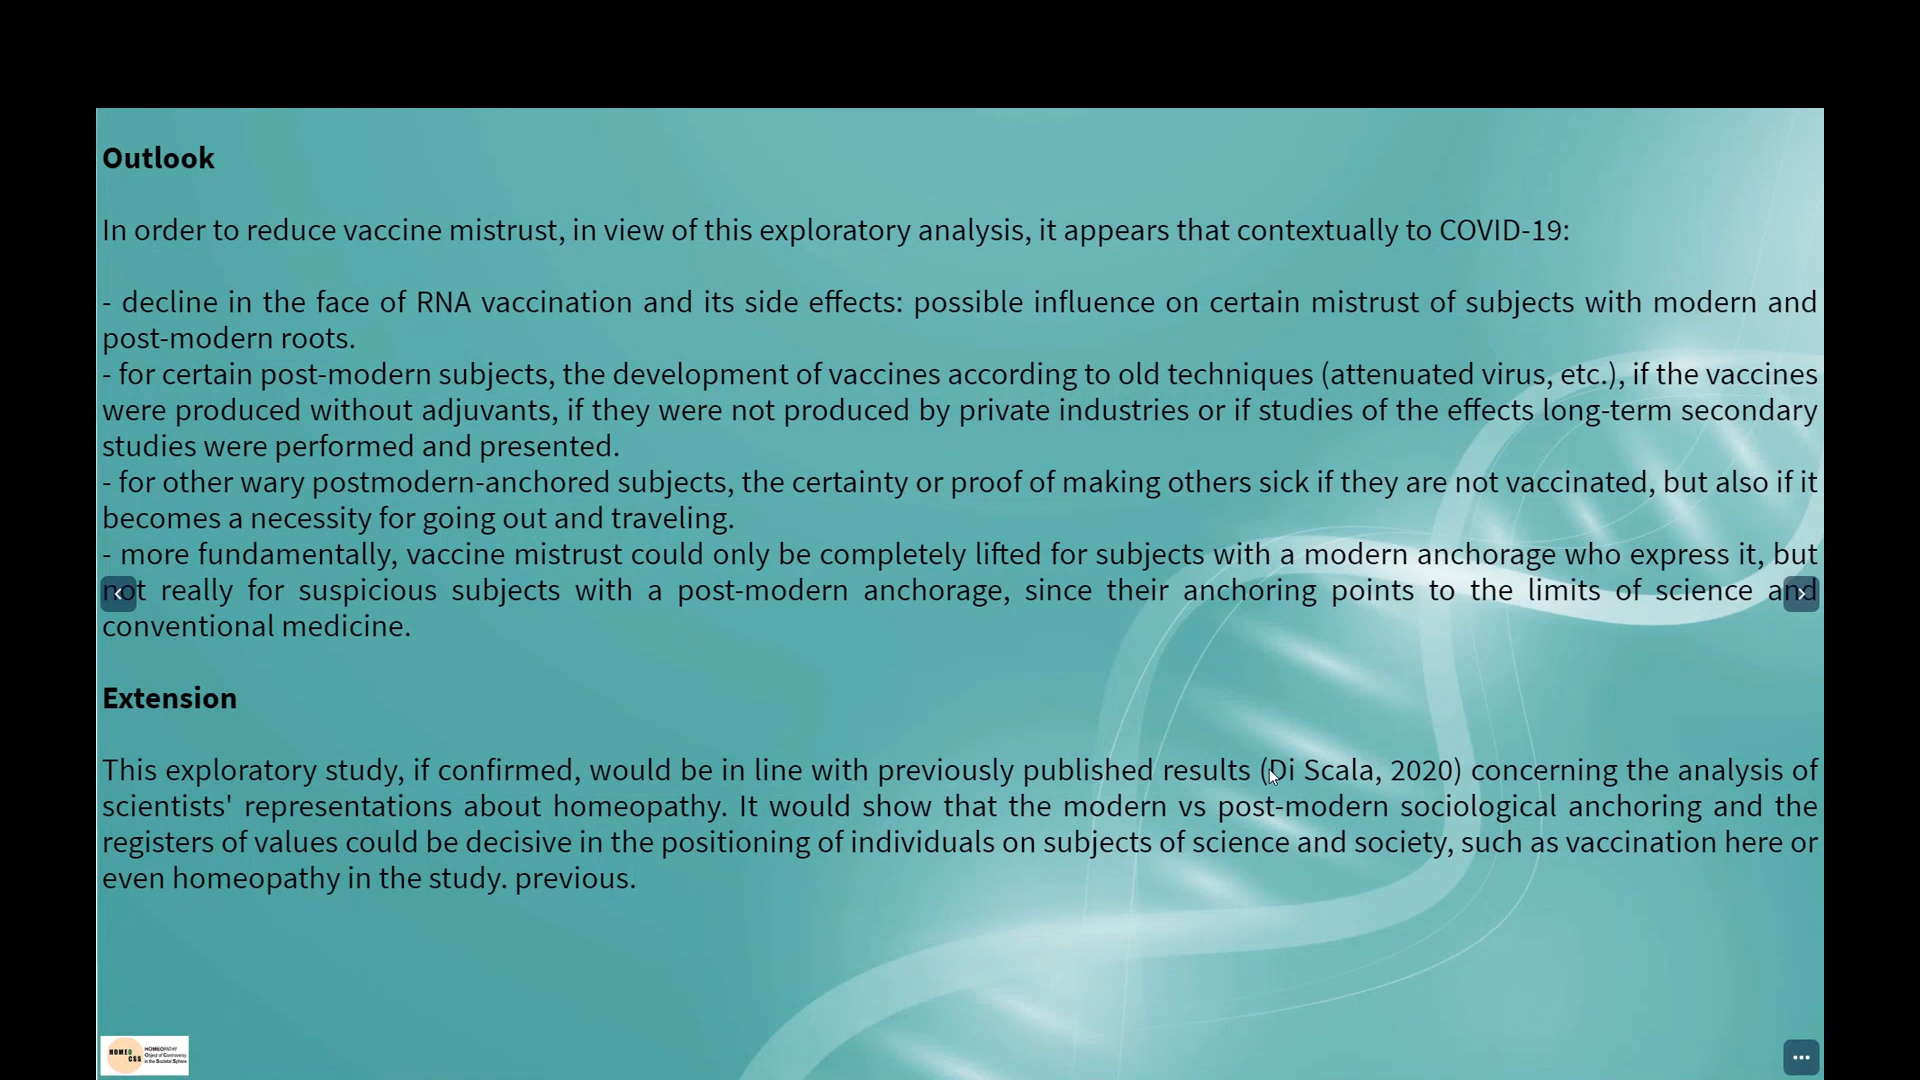 Outlook
In order to reduce vaccine mistrust, in view of this exploratory analysis, it appears that contextually to COVID-19:
- decline in the face of RNA vaccination and its side effects: possible influence on certain mistrust of subjects with modern and
post-modern roots.
- for certain post-modern subjects, the development of vaccines according to old techniques (attenuated virus, etc.), if the vaccines
were produced without adjuvants, if they were not produced by private industries or if studies of the effects long-term secondary
studies were performed and presented.
- for other wary postmodern-anchored subjects, the certainty or proof of making others sick if they are not vaccinated, but also if it
becomes a necessity for going out and traveling.
- more fundamentally, vaccine mistrust could only be completely lifted for subjects with a modern anchorage who express it, but
not really for suspicious subjects with a post-modern anchorage, since their anchoring points to the limits of science and
conventional medicine.
Extension
This exploratory study, if confirmed, would be in line with previously published results (Di Scala, 2020) concerning the analysis of
scientists' representations about homeopathy. It would show that the modern vs post-modern sociological anchoring and the
registers of values could be decisive in the positioning of individuals on subjects of science and society, such as vaccination here or
even homeopathy in the study. previous.
HOMEO
CSS
HOMEOPATHY
Object of Controversy
in the Societal Sphere